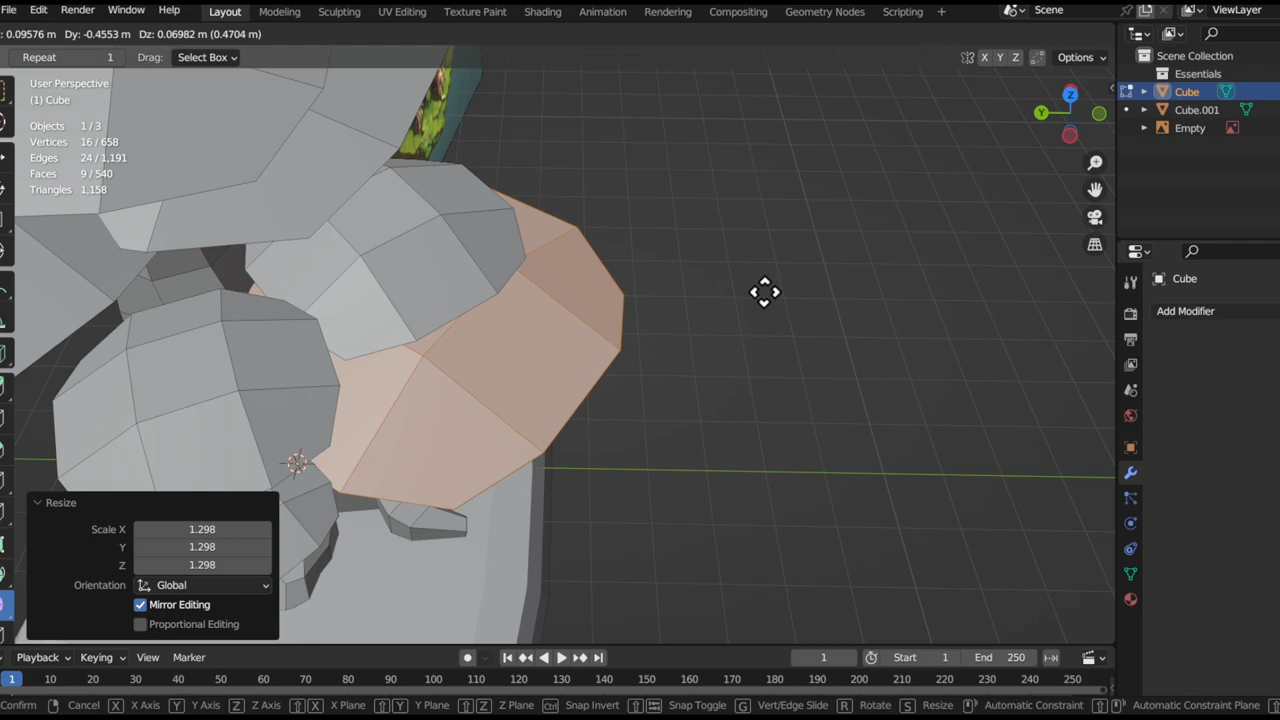 File Edit Render Window Help Layout Modeling Sculpting UV Editing Texture Paint Shading Animation Rendering Compositing Geometry Nodes Scripting + Scene ViewLayer
: 0.09576 m Dy: -0.4553 m Dz: 0.06982 m (0.4704 m)
Repeat 1 Drag: Select Box X Y Z Options
Scene Collection
Essentials
Cube
Cube.001
Empty
User Perspective
(1) Cube
Objects 1 / 3
Vertices 16 / 658
Edges 24 / 1,191
Faces 9 / 540
Triangles 1,158
Z
Y
Cube
Add Modifier
Resize
Scale X 1.298
Y 1.298
Z 1.298
Orientation Global
Mirror Editing
Proportional Editing
Playback Keying View Marker 1 Start 1 End 250
1 10 20 30 40 50 60 70 80 90 100 110 120 130 140 150 160 170 180 190 200 210 220 230 240 250
Confirm Cancel X X Axis Y Y Axis Z Z Axis X X Plane Y Y Plane Z Z Plane Ctrl Snap Invert Snap Toggle G Vert/Edge Slide R Rotate S Resize Automatic Constraint Automatic Constraint Plane